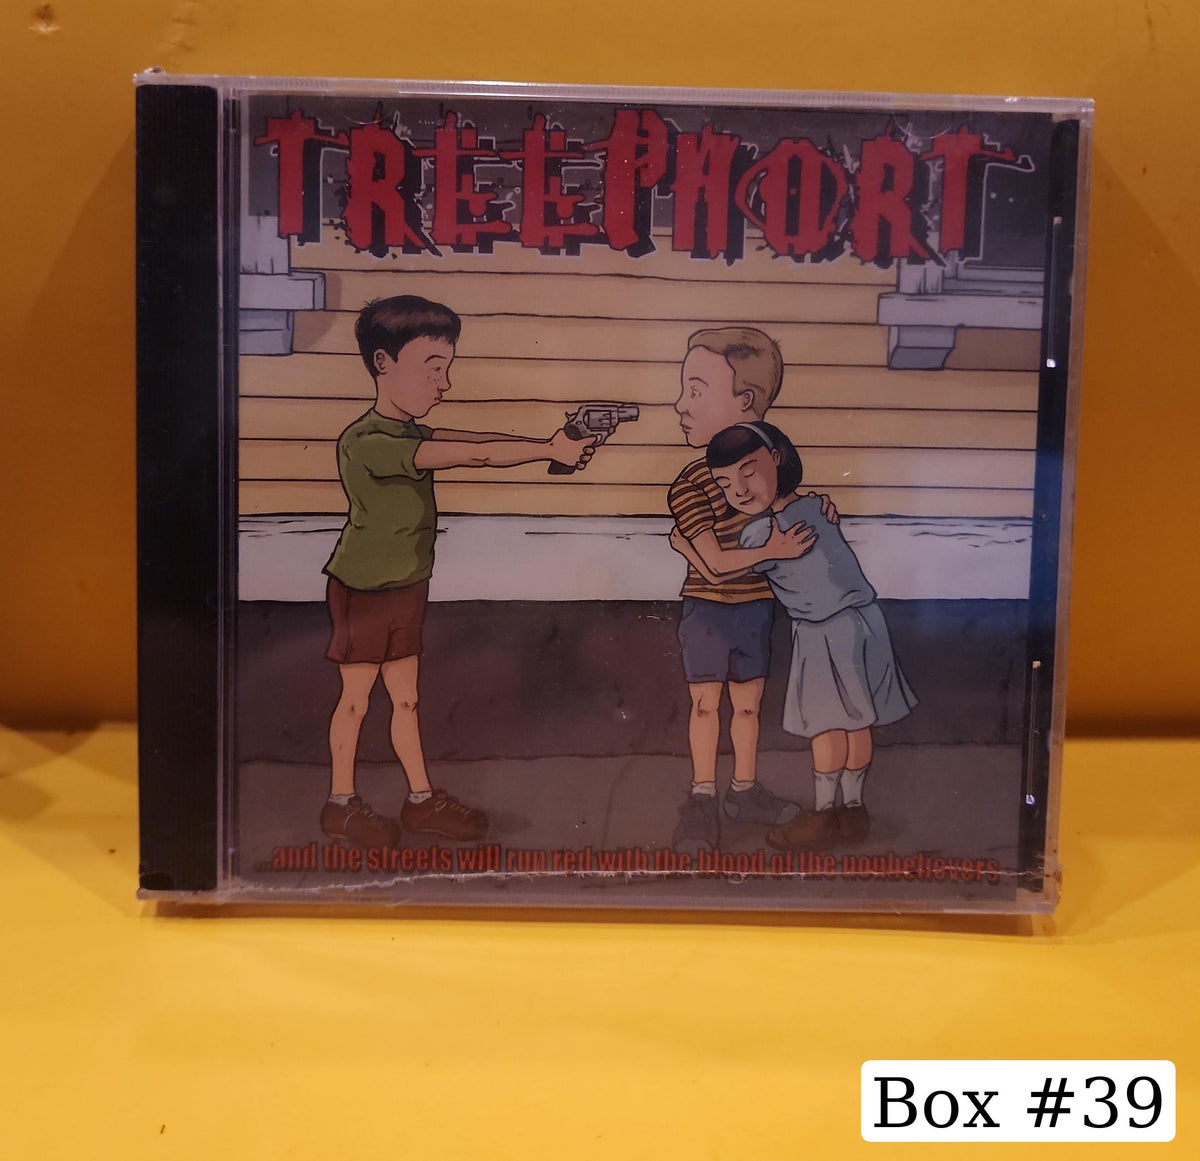 TREEPHORT
...and the streets will run red with the blood of the nonbelievers
Box #39